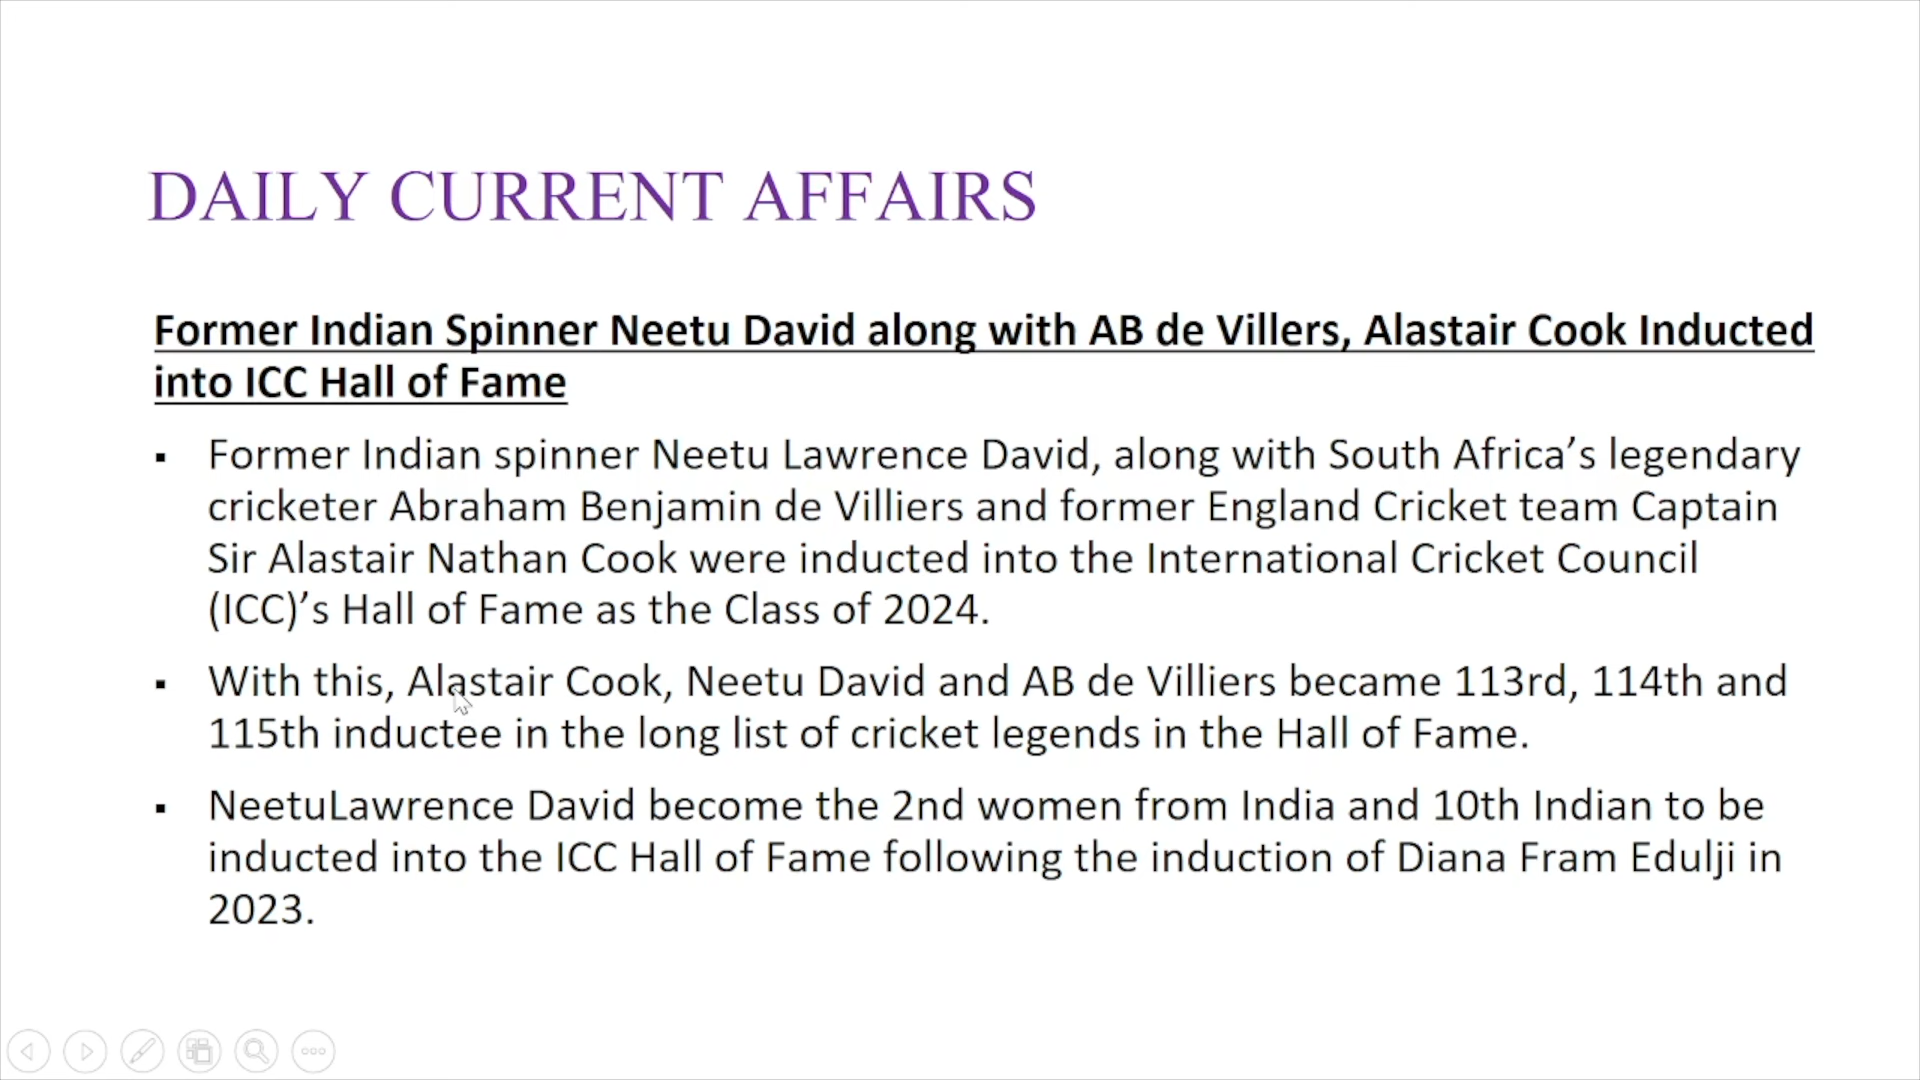 DAILY CURRENT AFFAIRS
Former Indian Spinner Neetu David along with AB de Villers, Alastair Cook Inducted
into ICC Hall of Fame
▪ Former Indian spinner Neetu Lawrence David, along with South Africa’s legendary
cricketer Abraham Benjamin de Villiers and former England Cricket team Captain
Sir Alastair Nathan Cook were inducted into the International Cricket Council
(ICC)’s Hall of Fame as the Class of 2024.
▪ With this, Alastair Cook, Neetu David and AB de Villiers became 113rd, 114th and
115th inductee in the long list of cricket legends in the Hall of Fame.
▪ NeetuLawrence David become the 2nd women from India and 10th Indian to be
inducted into the ICC Hall of Fame following the induction of Diana Fram Edulji in
2023.